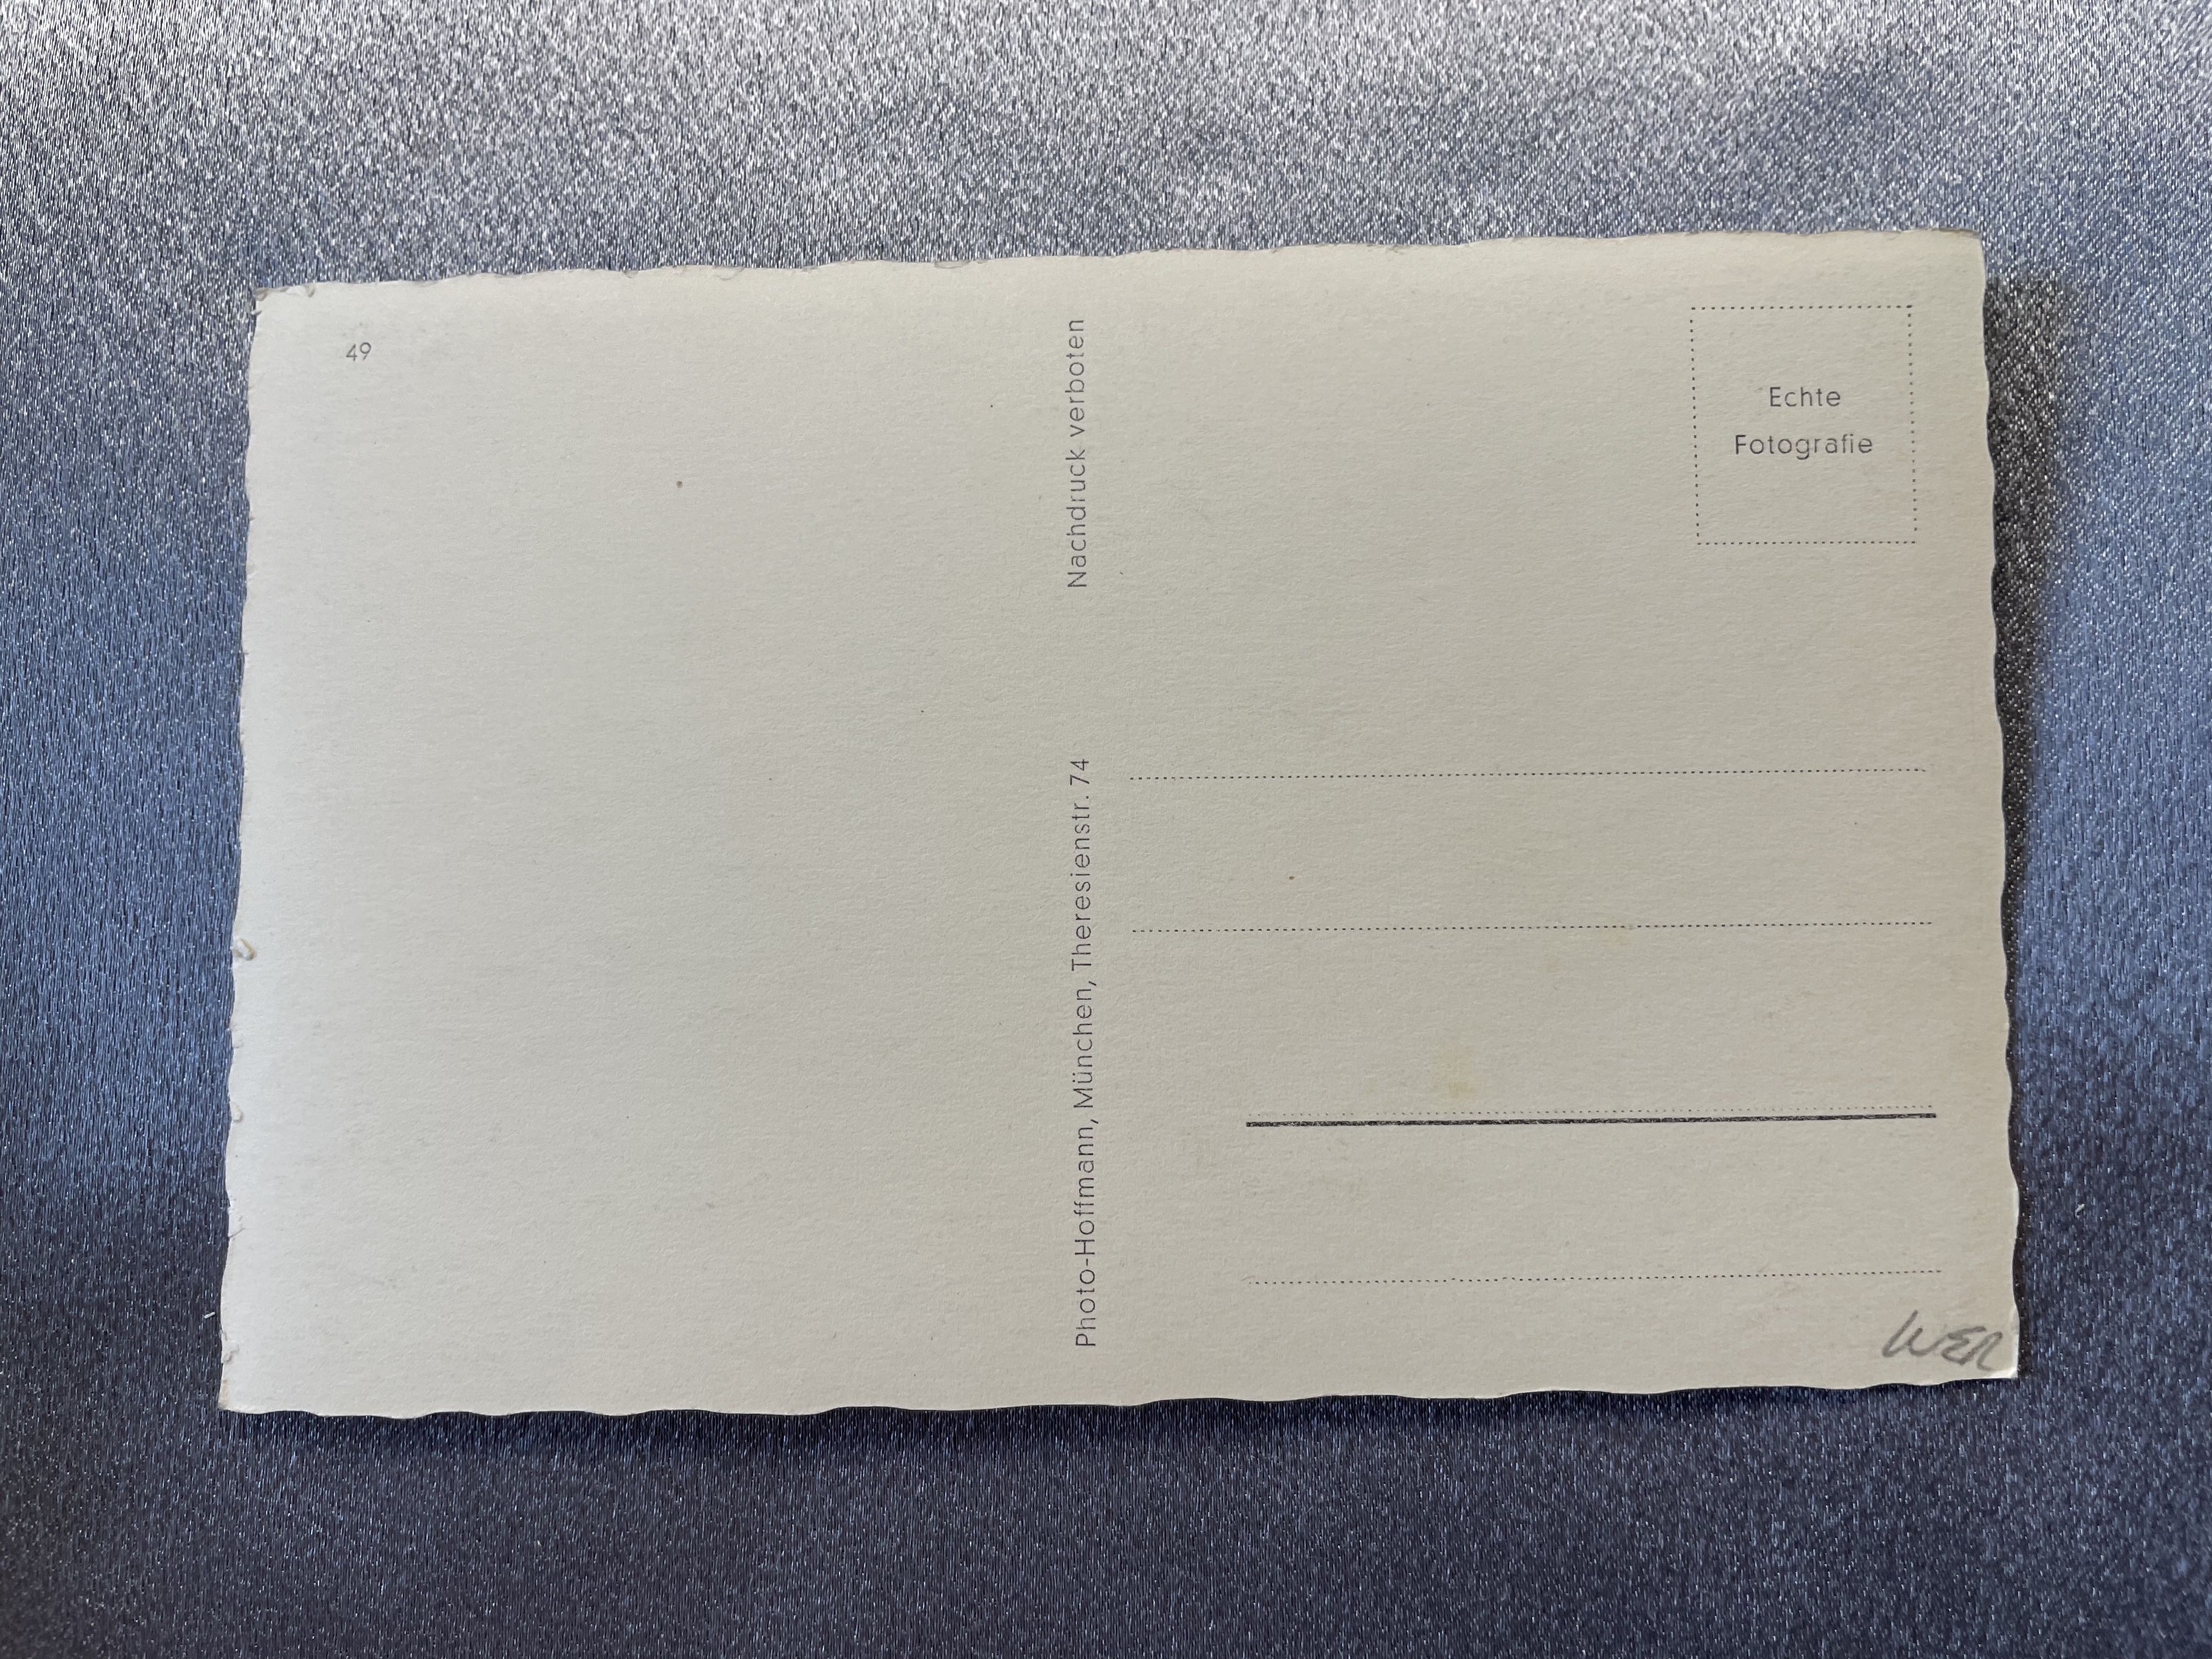 49
Nachdruck verboten
Photo-Hoffmann, München, Theresienstr. 74
Echte
Fotografie
WER